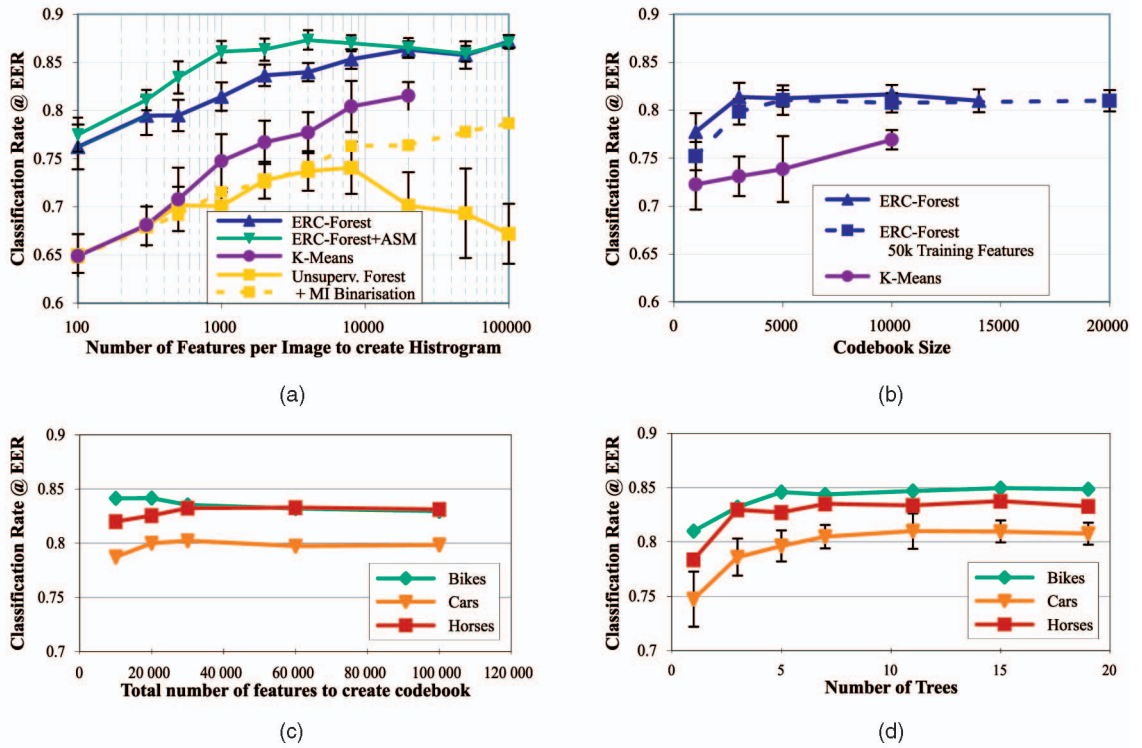 0.9
0.85
0.8
0.75
0.7
0.65
0.6
Classification Rate @ EER
ERC-Forest
ERC-Forest+ASM
K-Means
Unsuperv. Forest
+ MI Binarisation
100
1000
10000
100000
Number of Features per Image to create Histrogram
(a)
0.9
0.85
0.8
0.75
0.7
0.65
0.6
Classification Rate @ EER
ERC-Forest
ERC-Forest
50k Training Features
K-Means
0
5000
10000
15000
20000
Codebook Size
(b)
0.9
0.85
0.8
0.75
0.7
Classification Rate @ EER
Bikes
Cars
Horses
0
20 000
40 000
60 000
80 000
100 000
120 000
Total number of features to create codebook
(c)
0.9
0.85
0.8
0.75
0.7
Classification Rate @ EER
Bikes
Cars
Horses
0
5
10
15
20
Number of Trees
(d)